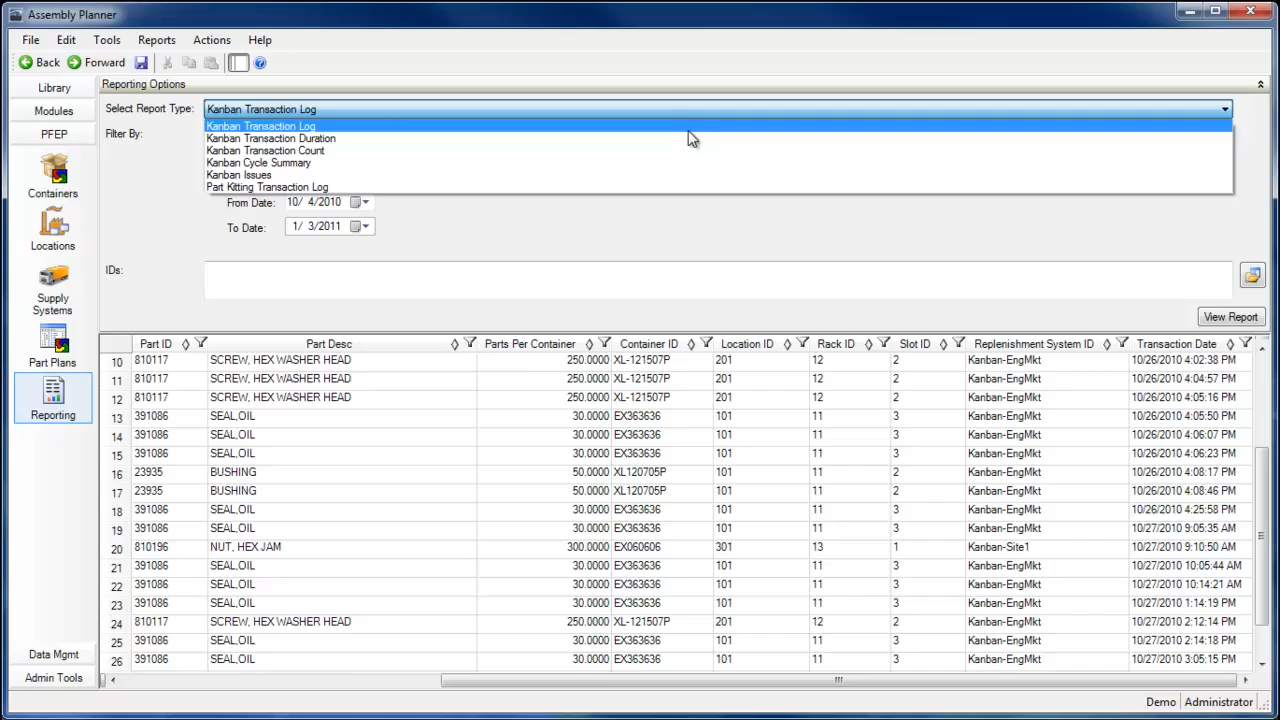 Assembly Planner
File Edit Tools Reports Actions Help
Back Forward
Library
Modules
PFEP
Containers
Locations
Supply
Systems
Part Plans
Reporting
Data Mgmt
Admin Tools
Reporting Options
Select Report Type: Kanban Transaction Log
Kanban Transaction Log
Filter By:
Kanban Transaction Duration
Kanban Transaction Count
Kanban Cycle Summary
Kanban Issues
Part Kitting Transaction Log
From Date: 10/ 4/2010
To Date: 1/ 3/2011
IDs:
View Report
Part ID Part Desc Parts Per Container Container ID Location ID Rack ID Slot ID Replenishment System ID Transaction Date
10 810117 SCREW, HEX WASHER HEAD 250.0000 XL-121507P 201 12 2 Kanban-EngMkt 10/26/2010 4:02:38 PM
11 810117 SCREW, HEX WASHER HEAD 250.0000 XL-121507P 201 12 2 Kanban-EngMkt 10/26/2010 4:04:57 PM
12 810117 SCREW, HEX WASHER HEAD 250.0000 XL-121507P 201 12 2 Kanban-EngMkt 10/26/2010 4:05:16 PM
13 391086 SEAL,OIL 30.0000 EX363636 101 11 3 Kanban-EngMkt 10/26/2010 4:05:50 PM
14 391086 SEAL,OIL 30.0000 EX363636 101 11 3 Kanban-EngMkt 10/26/2010 4:06:07 PM
15 391086 SEAL,OIL 30.0000 EX363636 101 11 3 Kanban-EngMkt 10/26/2010 4:06:23 PM
16 23935 BUSHING 50.0000 XL120705P 101 11 2 Kanban-EngMkt 10/26/2010 4:08:17 PM
17 23935 BUSHING 50.0000 XL120705P 101 11 2 Kanban-EngMkt 10/26/2010 4:08:46 PM
18 391086 SEAL,OIL 30.0000 EX363636 101 11 3 Kanban-EngMkt 10/26/2010 4:25:58 PM
19 391086 SEAL,OIL 30.0000 EX363636 101 11 3 Kanban-EngMkt 10/27/2010 9:05:35 AM
20 810196 NUT, HEX JAM 300.0000 EX060606 301 13 1 Kanban-Site1 10/27/2010 9:10:50 AM
21 391086 SEAL,OIL 30.0000 EX363636 101 11 3 Kanban-EngMkt 10/27/2010 10:05:44 AM
22 391086 SEAL,OIL 30.0000 EX363636 101 11 3 Kanban-EngMkt 10/27/2010 10:14:21 AM
23 391086 SEAL,OIL 30.0000 EX363636 101 11 3 Kanban-EngMkt 10/27/2010 1:14:19 PM
24 810117 SCREW, HEX WASHER HEAD 250.0000 XL-121507P 201 12 2 Kanban-EngMkt 10/27/2010 2:12:14 PM
25 391086 SEAL,OIL 30.0000 EX363636 101 11 3 Kanban-EngMkt 10/27/2010 2:14:18 PM
26 391086 SEAL,OIL 30.0000 EX363636 101 11 3 Kanban-EngMkt 10/27/2010 3:05:15 PM
Demo Administrator